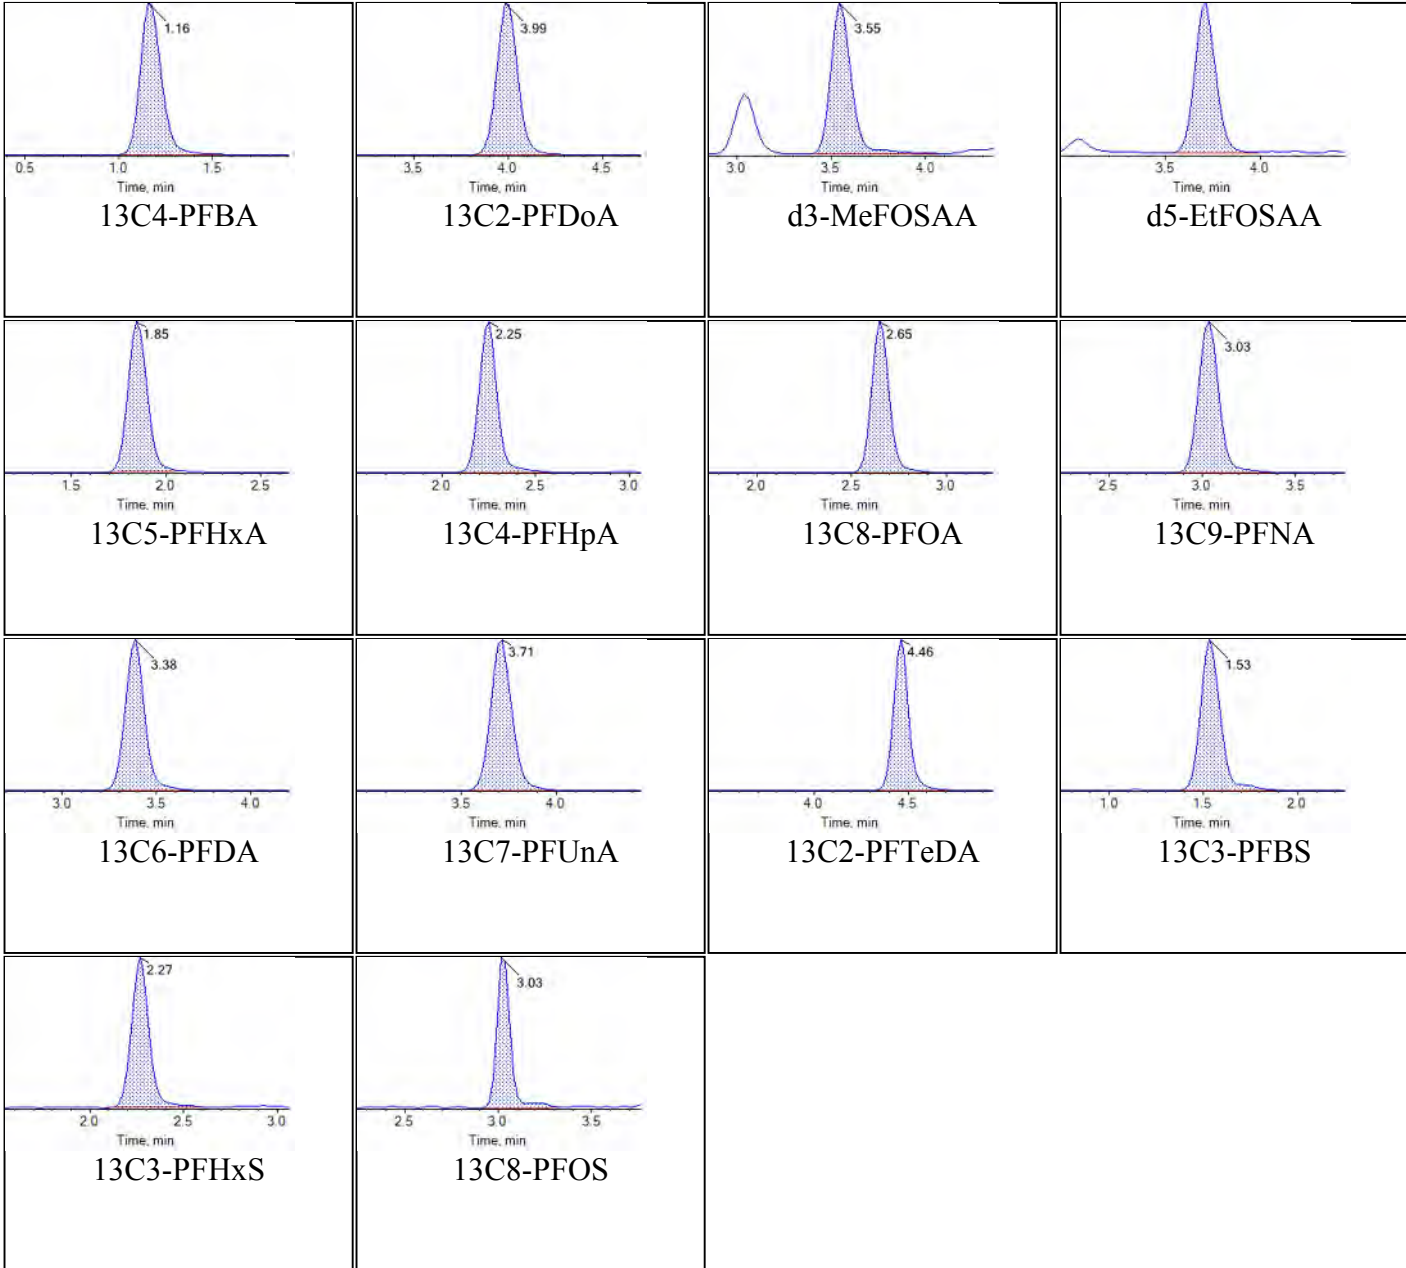 1.16
0.5 1.0 1.5
Time, min
13C4-PFBA
3.99
3.5 4.0 4.5
Time, min
13C2-PFDoA
3.55
3.0 3.5 4.0
Time, min
d3-MeFOSAA
3.5 4.0
Time, min
d5-EtFOSAA
1.85
1.5 2.0 2.5
Time, min
13C5-PFHxA
2.25
2.0 2.5 3.0
Time, min
13C4-PFHpA
2.65
2.0 2.5 3.0
Time, min
13C8-PFOA
3.03
2.5 3.0 3.5
Time, min
13C9-PFNA
3.38
3.0 3.5 4.0
Time, min
13C6-PFDA
3.71
3.5 4.0
Time, min
13C7-PFUnA
4.46
4.0 4.5
Time, min
13C2-PFTeDA
1.53
1.0 1.5 2.0
Time, min
13C3-PFBS
2.27
2.0 2.5 3.0
Time, min
13C3-PFHxS
3.03
2.5 3.0 3.5
Time, min
13C8-PFOS